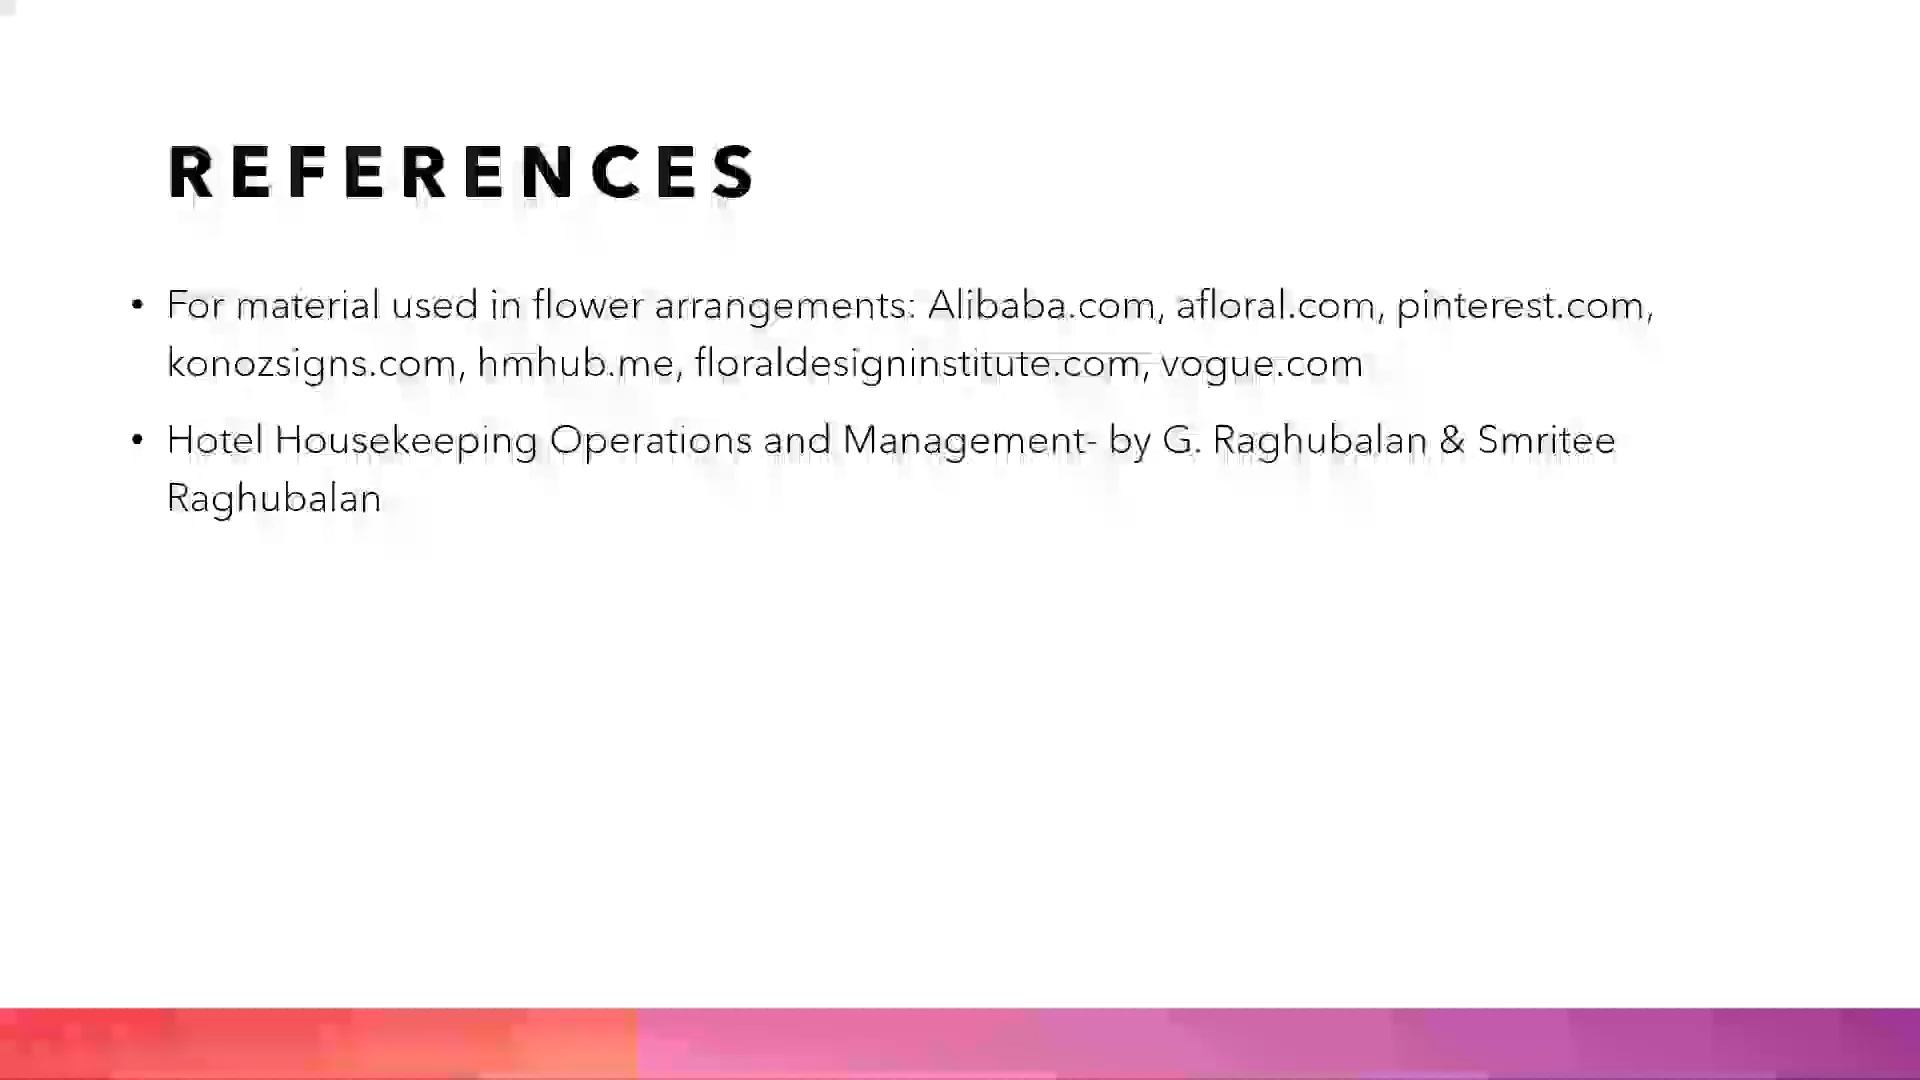 REFERENCES
• For material used in flower arrangements: Alibaba.com, afloral.com, pinterest.com,
konozsigns.com, hmhub.me, floraldesigninstitute.com, vogue.com
• Hotel Housekeeping Operations and Management- by G. Raghubalan & Smritee
Raghubalan